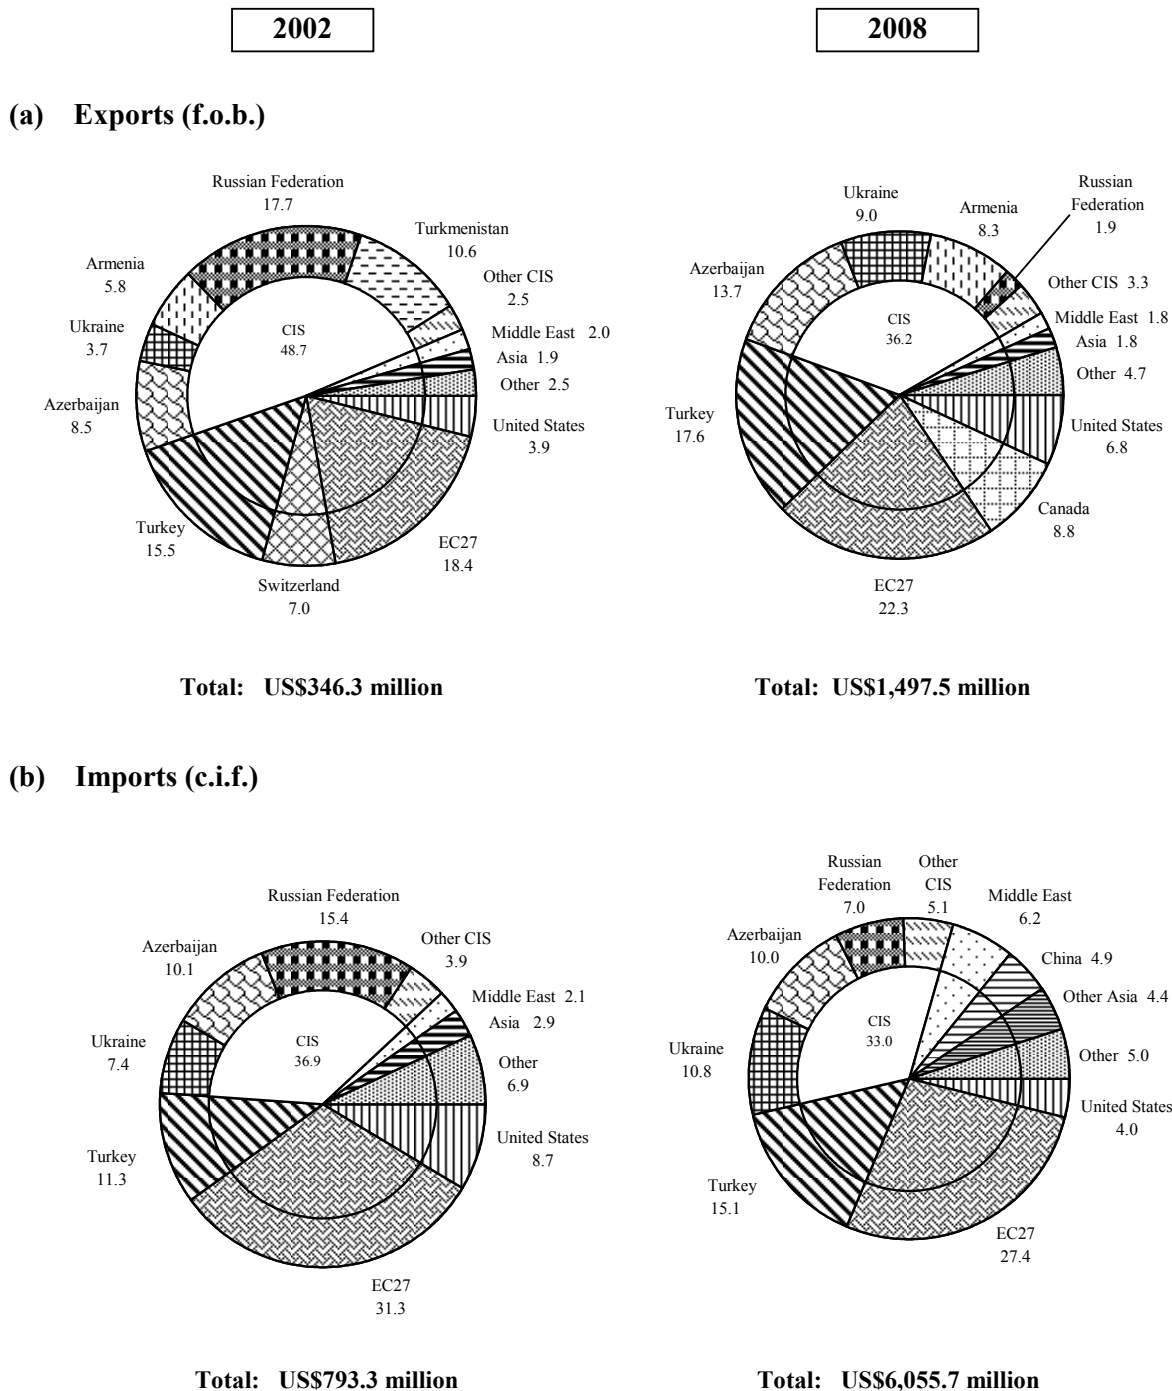 2002
2008
(a) Exports (f.o.b.)
Russian Federation
17.7
Turkmenistan
10.6
Other CIS
2.5
Middle East 2.0
Asia 1.9
Other 2.5
United States
3.9
EC27
18.4
Switzerland
7.0
Turkey
15.5
Azerbaijan
8.5
Ukraine
3.7
Armenia
5.8
CIS
48.7
Total: US$346.3 million
Ukraine
9.0
Armenia
8.3
Russian
Federation
1.9
Other CIS 3.3
Middle East 1.8
Asia 1.8
Other 4.7
United States
6.8
Canada
8.8
EC27
22.3
Turkey
17.6
Azerbaijan
13.7
CIS
36.2
Total: US$1,497.5 million
(b) Imports (c.i.f.)
Russian Federation
15.4
Other CIS
3.9
Middle East 2.1
Asia 2.9
Other
6.9
United States
8.7
EC27
31.3
Turkey
11.3
Ukraine
7.4
Azerbaijan
10.1
CIS
36.9
Total: US$793.3 million
Russian
Federation
7.0
Other
CIS
5.1
Middle East
6.2
China 4.9
Other Asia 4.4
Other 5.0
United States
4.0
EC27
27.4
Turkey
15.1
Ukraine
10.8
Azerbaijan
10.0
CIS
33.0
Total: US$6,055.7 million